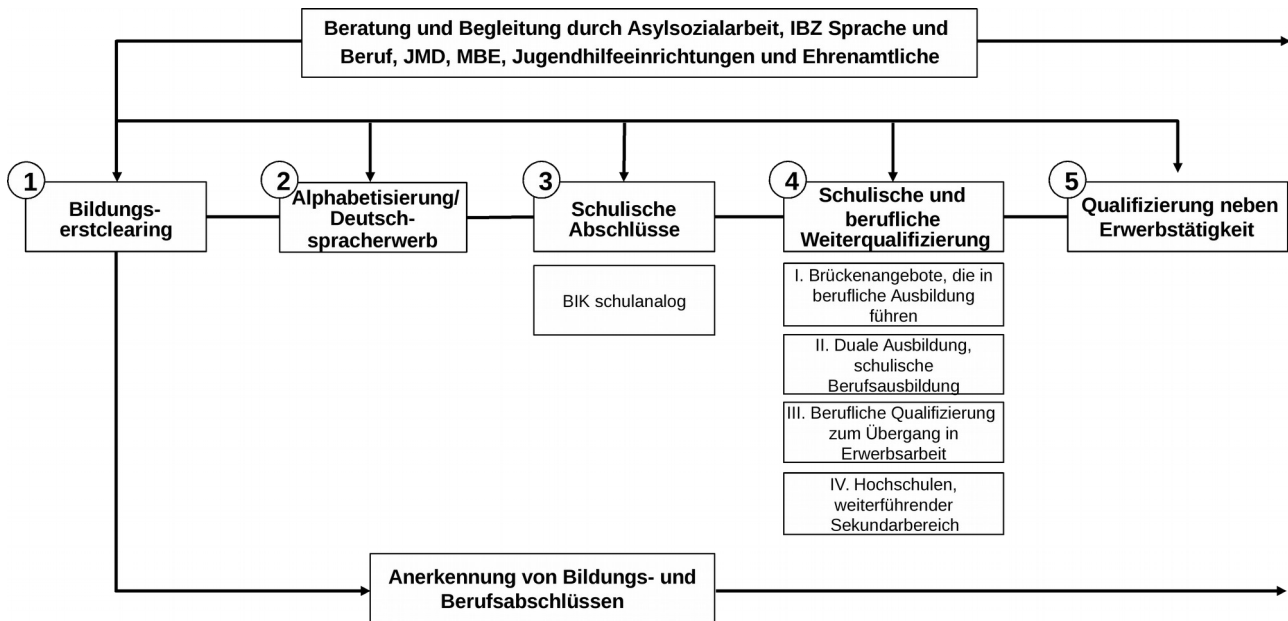 Beratung und Begleitung durch Asylsozialarbeit, IBZ Sprache und
Beruf, JMD, MBE, Jugendhilfeeinrichtungen und Ehrenamtliche
1
Bildungs-
erstclearing
2
Alphabetisierung/
Deutsch-
spracherwerb
3
Schulische
Abschlüsse
BIK schulanalog
4
Schulische und
berufliche
Weiterqualifizierung
I. Brückenangebote, die in
berufliche Ausbildung
führen
II. Duale Ausbildung,
schulische
Berufsausbildung
III. Berufliche Qualifizierung
zum Übergang in
Erwerbsarbeit
IV. Hochschulen,
weiterführender
Sekundarbereich
5
Qualifizierung neben
Erwerbstätigkeit
Anerkennung von Bildungs- und
Berufsabschlüssen